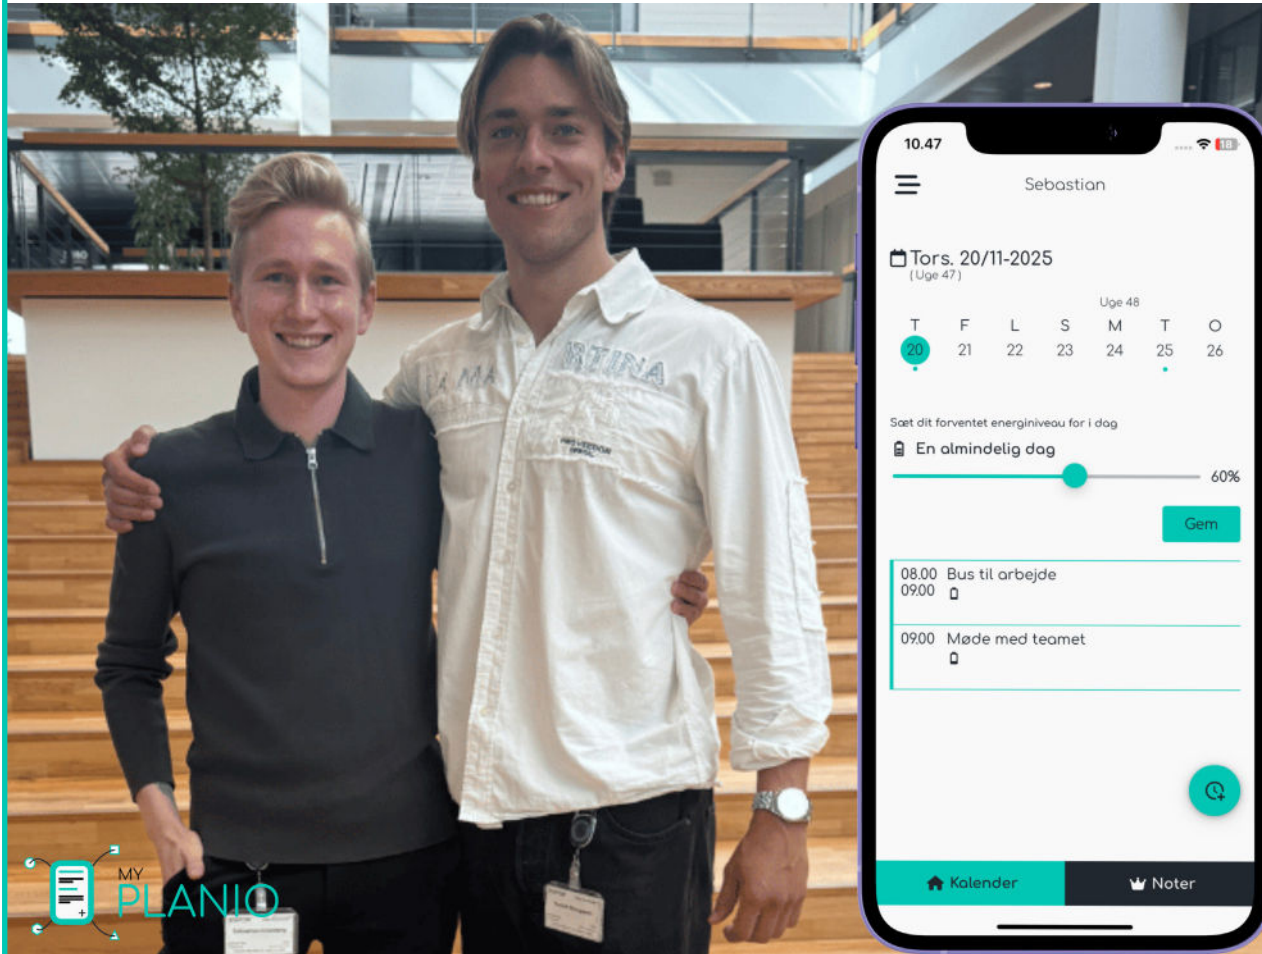 10.47
18
Sebastian
Tors. 20/11-2025
(Uge 47)
Uge 48
T F L S M T O
20 21 22 23 24 25 26
Sæt dit forventet energiniveau for i dag
En almindelig dag
60%
Gem
08.00 Bus til arbejde
09.00
09.00 Møde med teamet
Kalender
Noter
MY
PLANIO